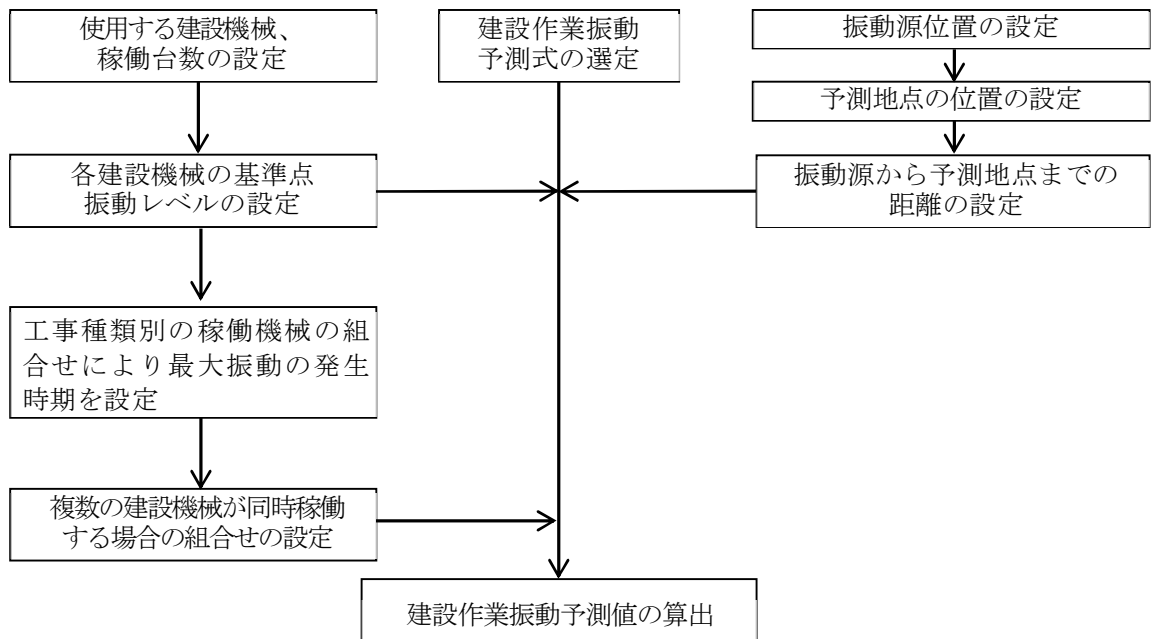 使用する建設機械、
稼働台数の設定
建設作業振動
予測式の選定
振動源位置の設定
予測地点の位置の設定
各建設機械の基準点
振動レベルの設定
振動源から予測地点までの
距離の設定
工事種類別の稼働機械の組
合せにより最大振動の発生
時期を設定
複数の建設機械が同時稼働
する場合の組合せの設定
建設作業振動予測値の算出